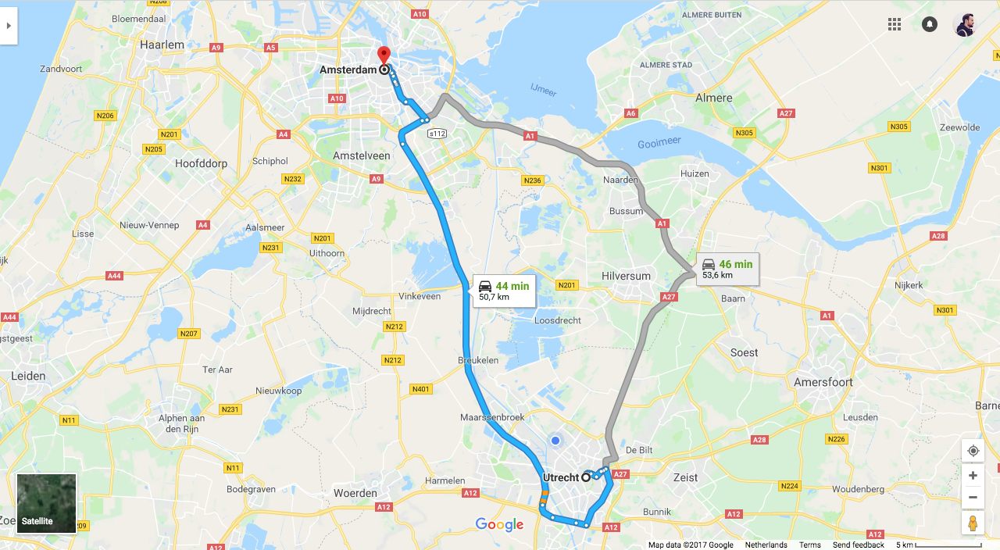 N208
Bloemendaal
A10
ALMERE BUITEN
Haarlem
A9
A5
Zandvoort
Amsterdam
ALMERE STAD
IJmeer
A10
Almere
N206
A6
A27
N305
Zeewolde
N201
A4
s112
A1
N305
N205
Gooimeer
Hoofddorp
Schiphol
Amstelveen
N301
N232
A9
N236
Naarden
Huizen
Bussum
Nieuw-Vennep
A4
Aalsmeer
A1
Lisse
N201
A28
N231
Uithoorn
46 min
53,6 km
A44
Hilversum
44 min
50,7 km
N201
Nijkerk
Vinkeveen
A27
Baarn
Mijdrecht
N301
A44
A1
Loosdrecht
N212
N207
Soest
Breukelen
N212
Ter Aar
Leiden
Amersfoort
Nieuwkoop
N401
N231
Maarssenbroek
Leusden
N11
Alphen aan
den Rijn
A28
N226
De Bilt
N11
Utrecht
A27
Zeist
Harmelen
N224
Bodegraven
Woerden
A12
Woudenberg
A12
Bunnik
A12
Satellite
Google
A12
A12
A12
Map data ©2017 Google
Netherlands
Terms
Send feedback
5 km